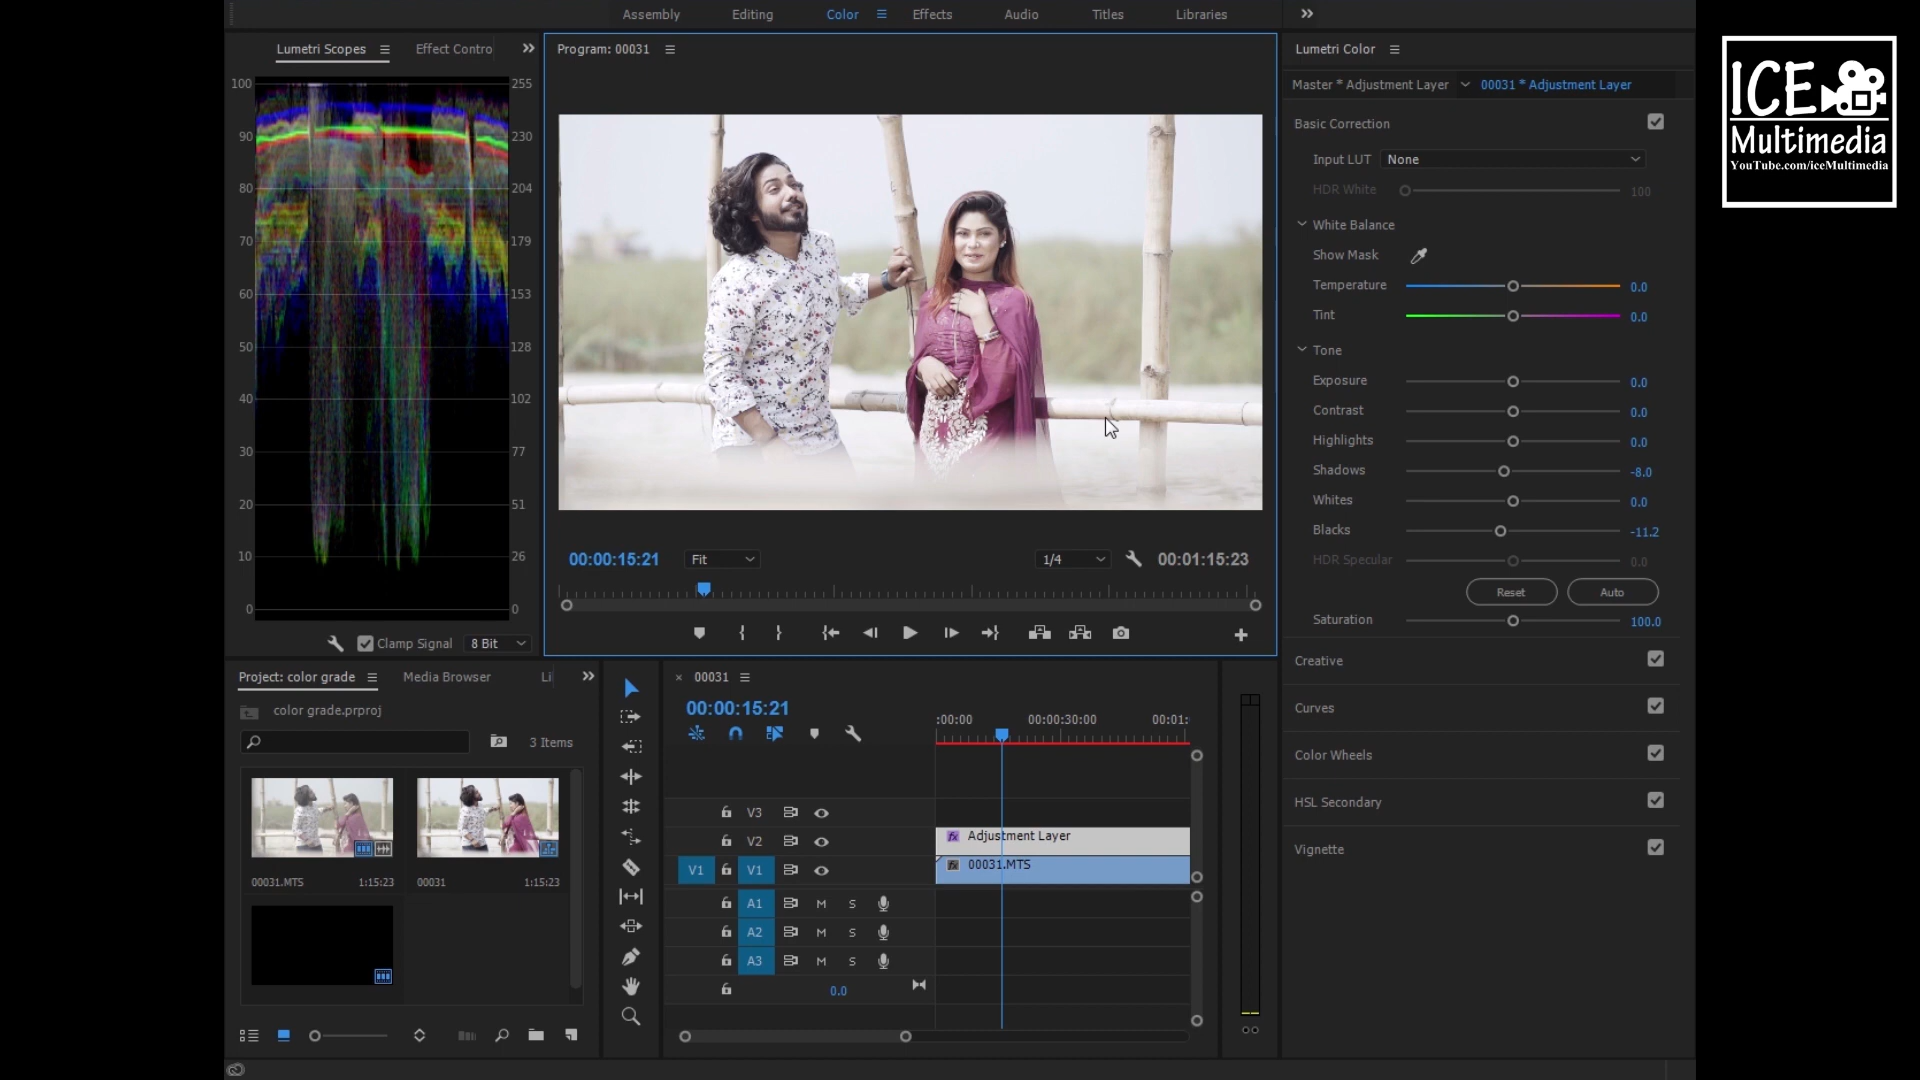 Assembly Editing Color Effects Audio Titles Libraries
ICE
Multimedia
YouTube.com/iceMultimedia
Lumetri Scopes Effect Contro
Program: 00031
Lumetri Color
Master * Adjustment Layer 00031 * Adjustment Layer
100 255
90 230
80 204
70 179
60 153
50 128
40 102
30 77
20 51
10 26
0 0
Clamp Signal 8 Bit
Basic Correction
Input LUT None
HDR White 100
White Balance
Show Mask
Temperature 0.0
Tint 0.0
Tone
Exposure 0.0
Contrast 0.0
Highlights 0.0
Shadows -8.0
Whites 0.0
Blacks -11.2
HDR Specular 0.0
Reset Auto
Saturation 100.0
Creative
Curves
Color Wheels
HSL Secondary
Vignette
00:00:15:21 Fit 1/4 00:01:15:23
Project: color grade Media Browser Li
color grade.prproj
3 Items
00031.MTS 1:15:23 00031 1:15:23
00031
00:00:15:21
:00:00 00:00:30:00 00:01:
V3
V2 Adjustment Layer
V1 V1 00031.MTS
A1 M S
A2 M S
A3 M S
0.0